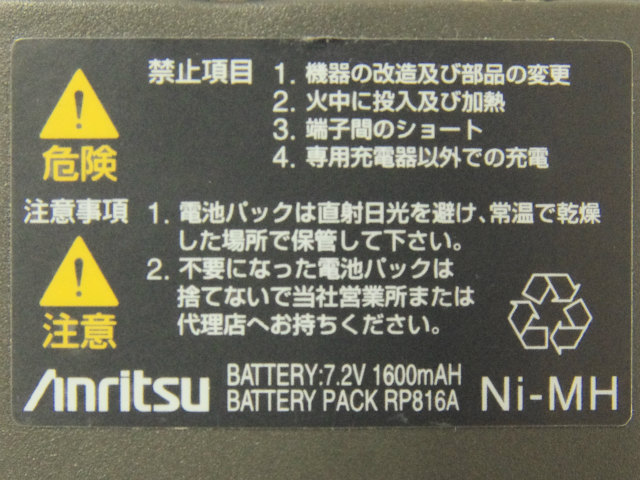 禁止項目 1. 機器の改造及び部品の変更
2. 火中に投入及び加熱
3. 端子間のショート
4. 専用充電器以外での充電
危険
注意事項 1. 電池パックは直射日光を避け、常温で乾燥
した場所で保管して下さい。
2. 不要になった電池パックは
捨てないで当社営業所または
代理店へお持ちください。
注意
Anritsu BATTERY:7.2V 1600mAH
BATTERY PACK RP816A
Ni-MH